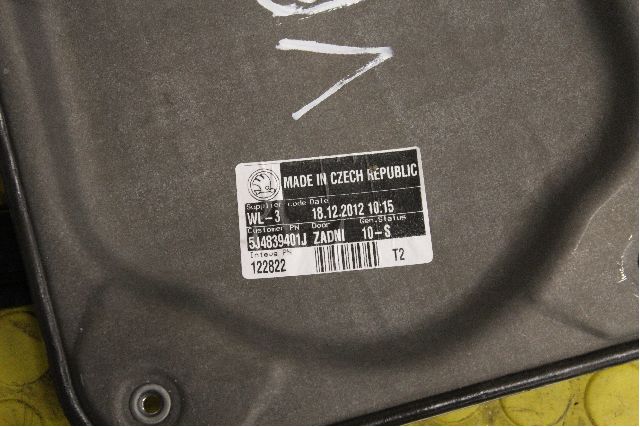 MADE IN CZECH REPUBLIC
Supplier Code Date
WL-3 18.12.2012 10:15
Customer PN Door Gen.Status
5J4839401J ZADNI 10-S
Inteva PN
122822 T2